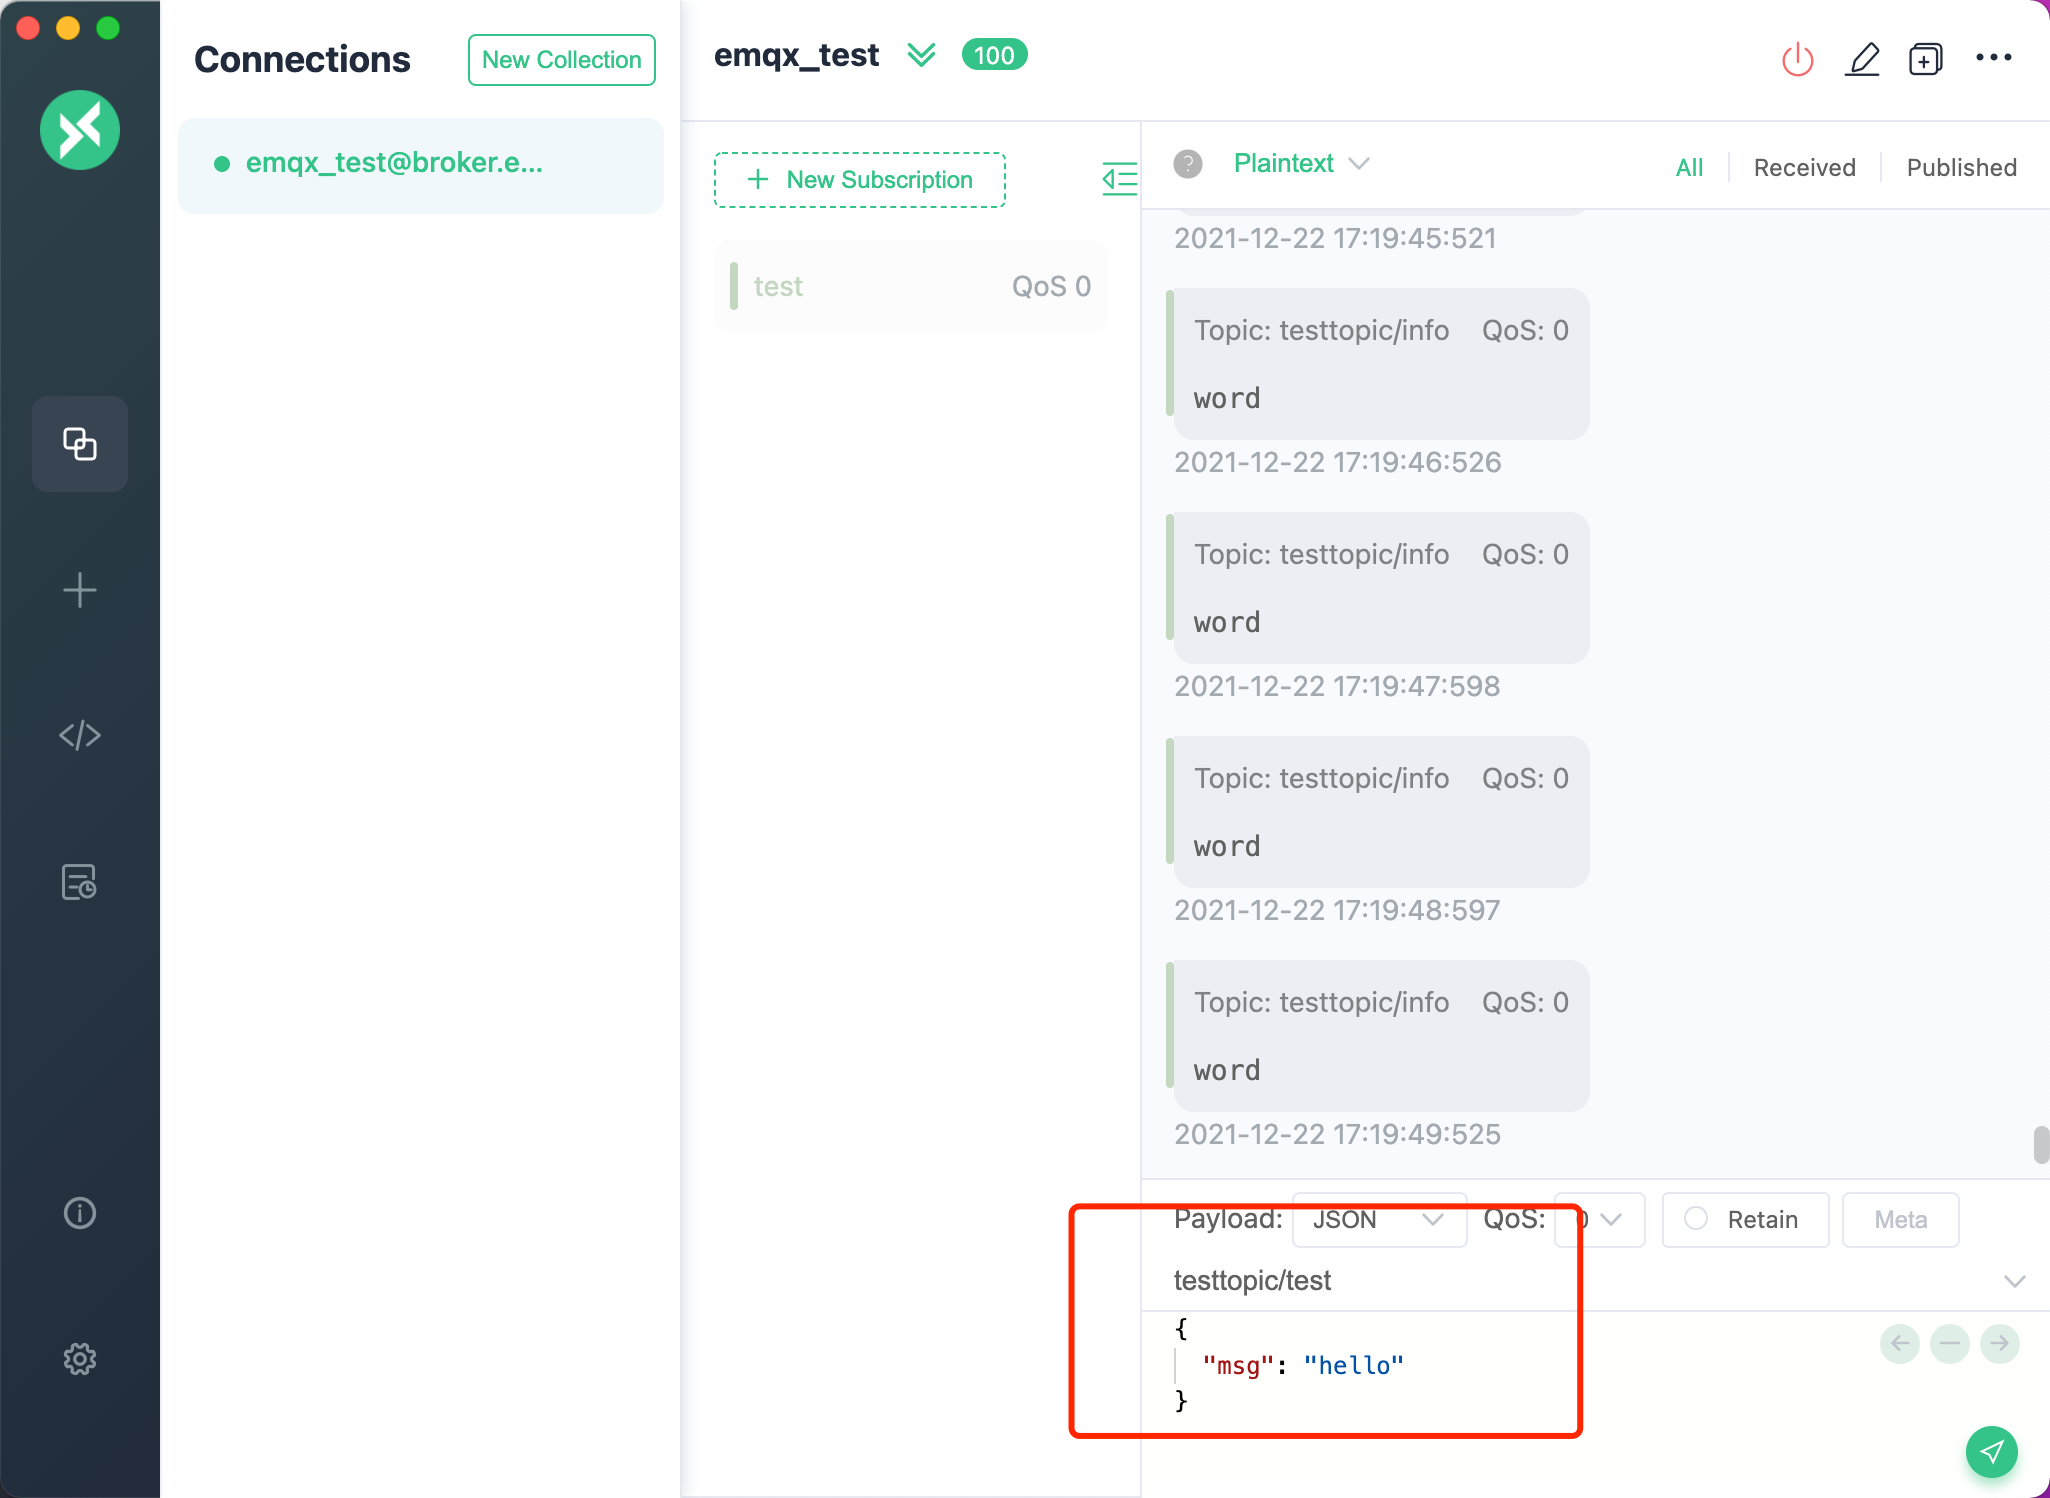 Connections
New Collection
emqx_test@broker.e...
emqx_test
100
New Subscription
test
QoS 0
Plaintext
All
Received
Published
2021-12-22 17:19:45:521
Topic: testtopic/info QoS: 0
word
2021-12-22 17:19:46:526
Topic: testtopic/info QoS: 0
word
2021-12-22 17:19:47:598
Topic: testtopic/info QoS: 0
word
2021-12-22 17:19:48:597
Topic: testtopic/info QoS: 0
word
2021-12-22 17:19:49:525
Payload: JSON QoS: 0 Retain Meta
testtopic/test
{
"msg": "hello"
}